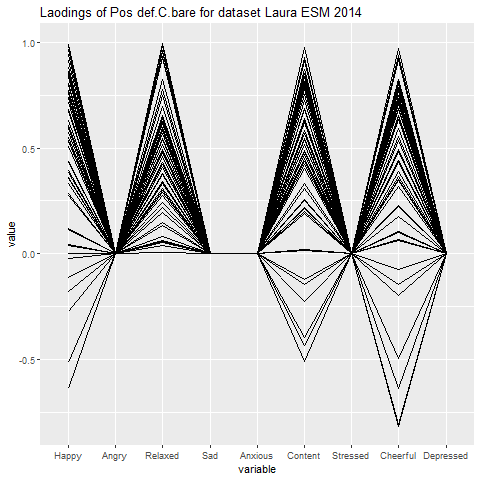 Laodings of Pos def.C.bare for dataset Laura ESM 2014
value
1.0
0.5
0.0
-0.5
Happy Angry Relaxed Sad Anxious Content Stressed Cheerful Depressed
variable